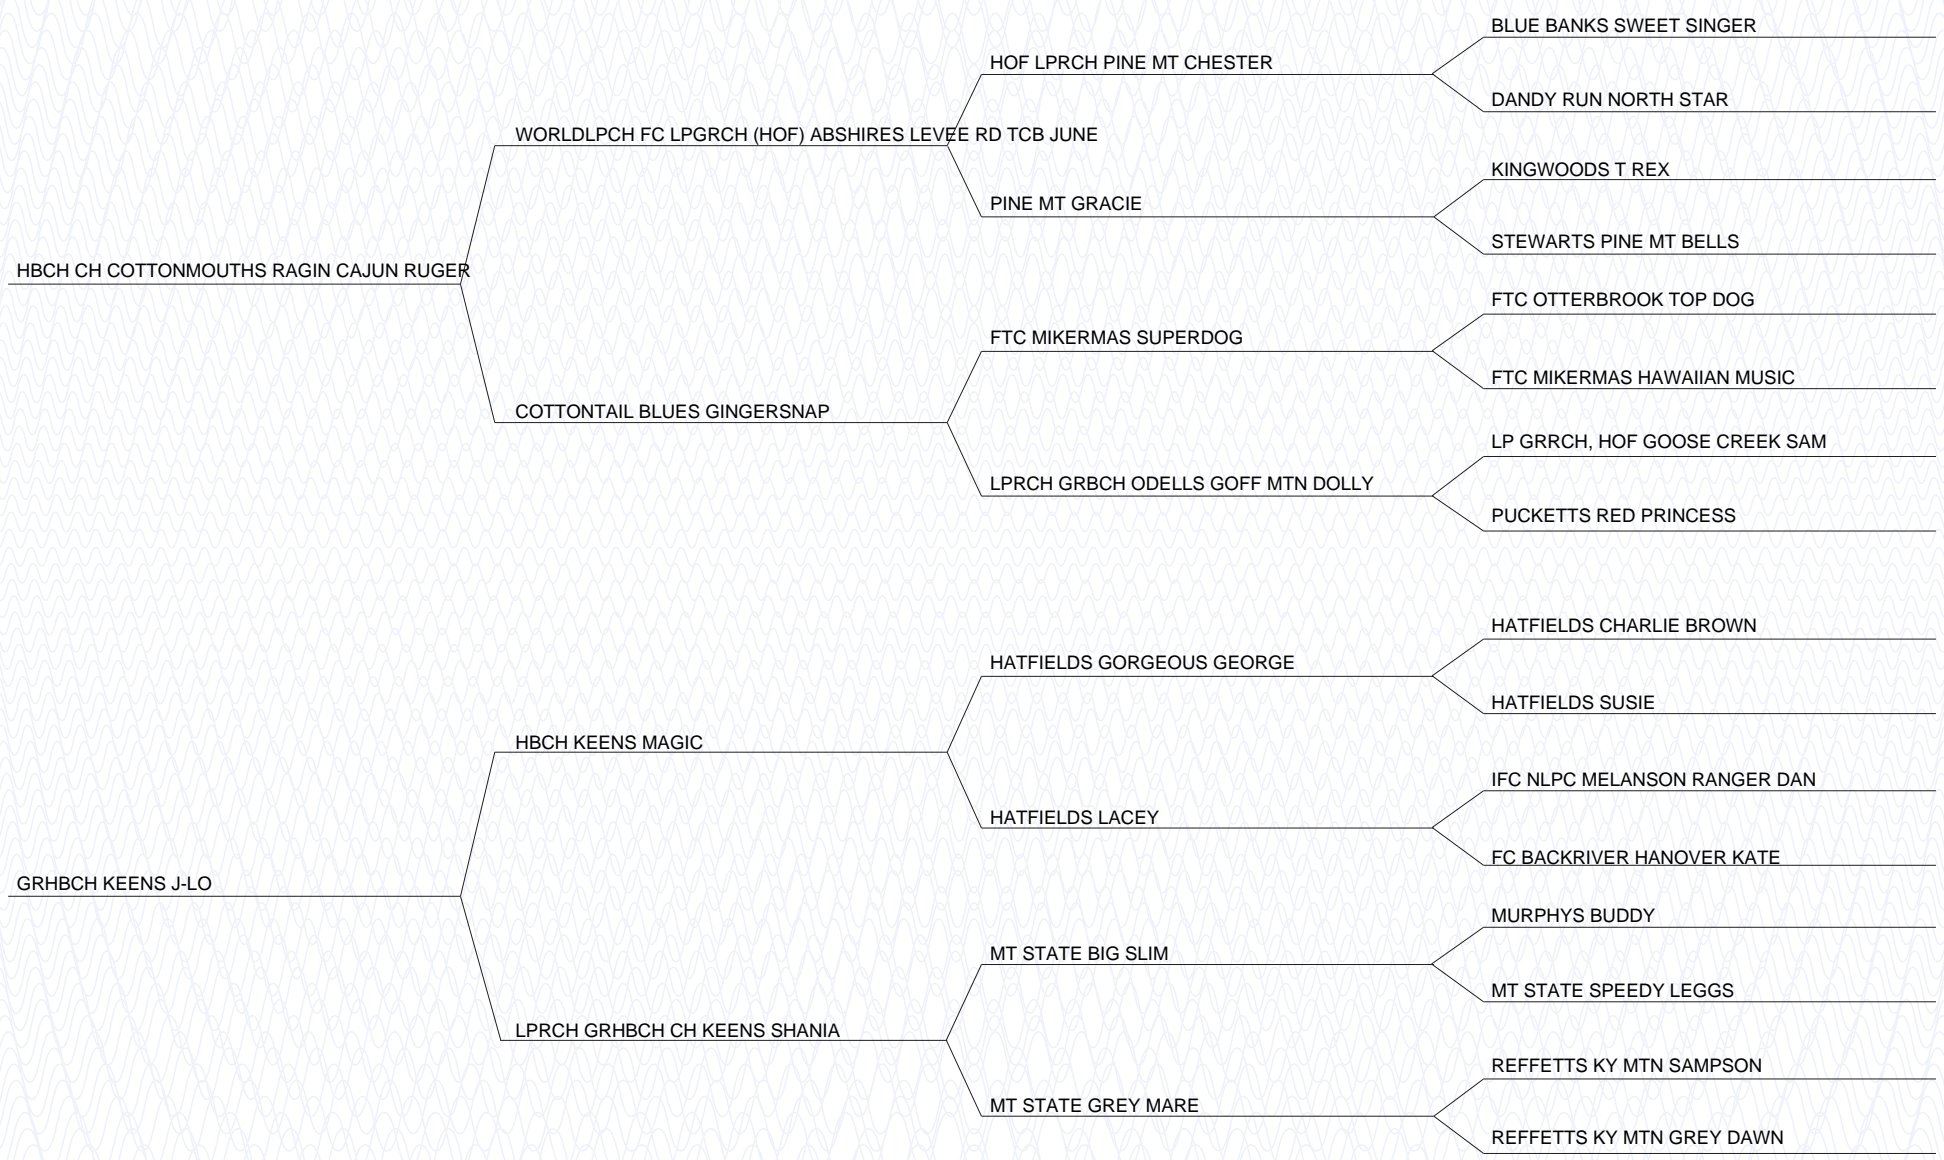 BLUE BANKS SWEET SINGER
HOF LPRCH PINE MT CHESTER
DANDY RUN NORTH STAR
WORLDLPCH FC LPGRCH (HOF) ABSHIRES LEVEE RD TCB JUNE
KINGWOODS T REX
PINE MT GRACIE
STEWARTS PINE MT BELLS
HBCH CH COTTONMOUTHS RAGIN CAJUN RUGER
FTC OTTERBROOK TOP DOG
FTC MIKERMAS SUPERDOG
FTC MIKERMAS HAWAIIAN MUSIC
COTTONTAIL BLUES GINGERSNAP
LP GRRCH, HOF GOOSE CREEK SAM
LPRCH GRBCH ODELLS GOFF MTN DOLLY
PUCKETTS RED PRINCESS
HATFIELDS CHARLIE BROWN
HATFIELDS GORGEOUS GEORGE
HATFIELDS SUSIE
HBCH KEENS MAGIC
IFC NLPC MELANSON RANGER DAN
HATFIELDS LACEY
FC BACKRIVER HANOVER KATE
GRHBCH KEENS J-LO
MURPHYS BUDDY
MT STATE BIG SLIM
MT STATE SPEEDY LEGGS
LPRCH GRHBCH CH KEENS SHANIA
REFFETTS KY MTN SAMPSON
MT STATE GREY MARE
REFFETTS KY MTN GREY DAWN